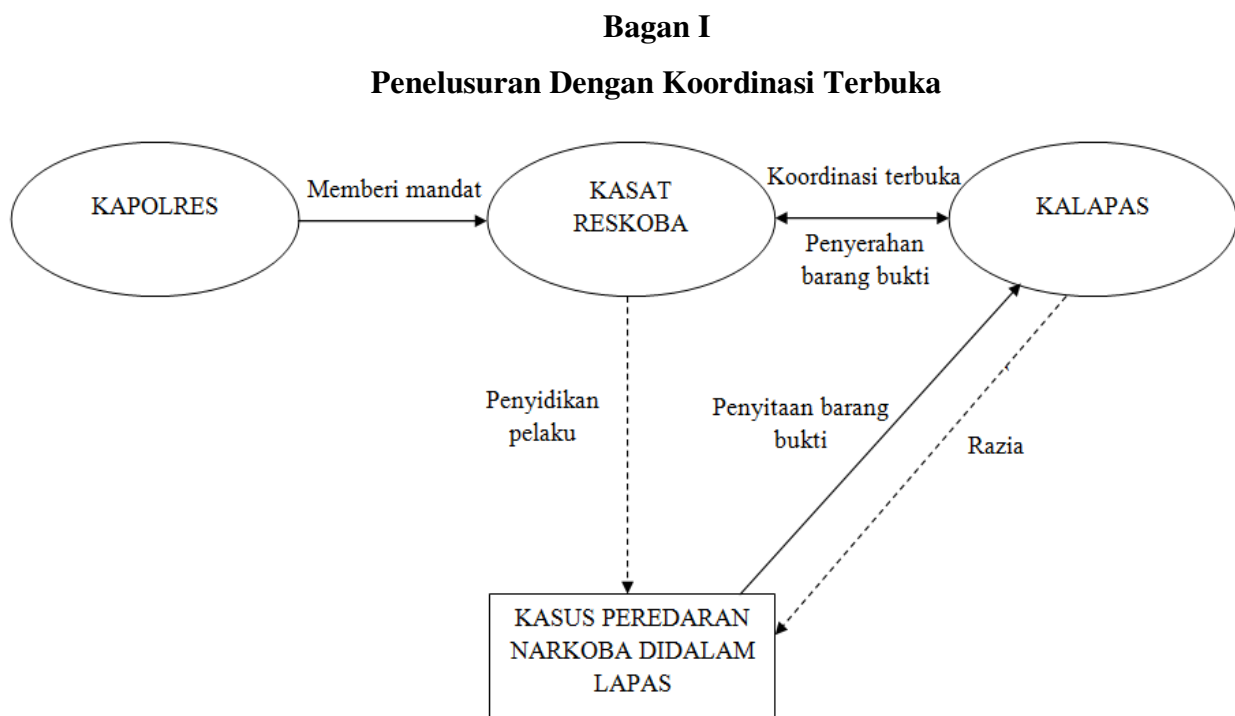 Bagan I
Penelusuran Dengan Koordinasi Terbuka
KAPOLRES
Memberi mandat
KASAT
RESKOBA
Koordinasi terbuka
Penyerahan
barang bukti
KALAPAS
Penyidikan
pelaku
Penyitaan barang
bukti
Razia
KASUS PEREDARAN
NARKOBA DIDALAM
LAPAS